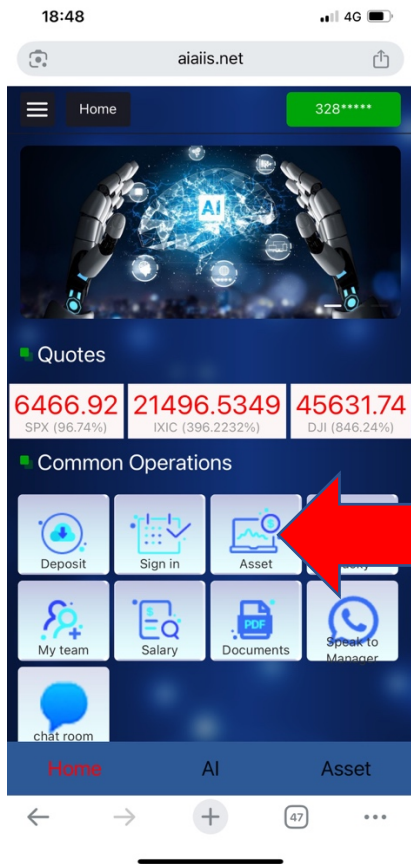 18:48
4G
aiaiis.net
Home
328*****
AI
Quotes
6466.92 21496.5349 45631.74
SPX (96.74%) IXIC (396.2232%) DJI (846.24%)
Common Operations
Deposit Sign in Asset
My team Salary PDF Documents Speak to
Manager
chat room
Home AI Asset
47